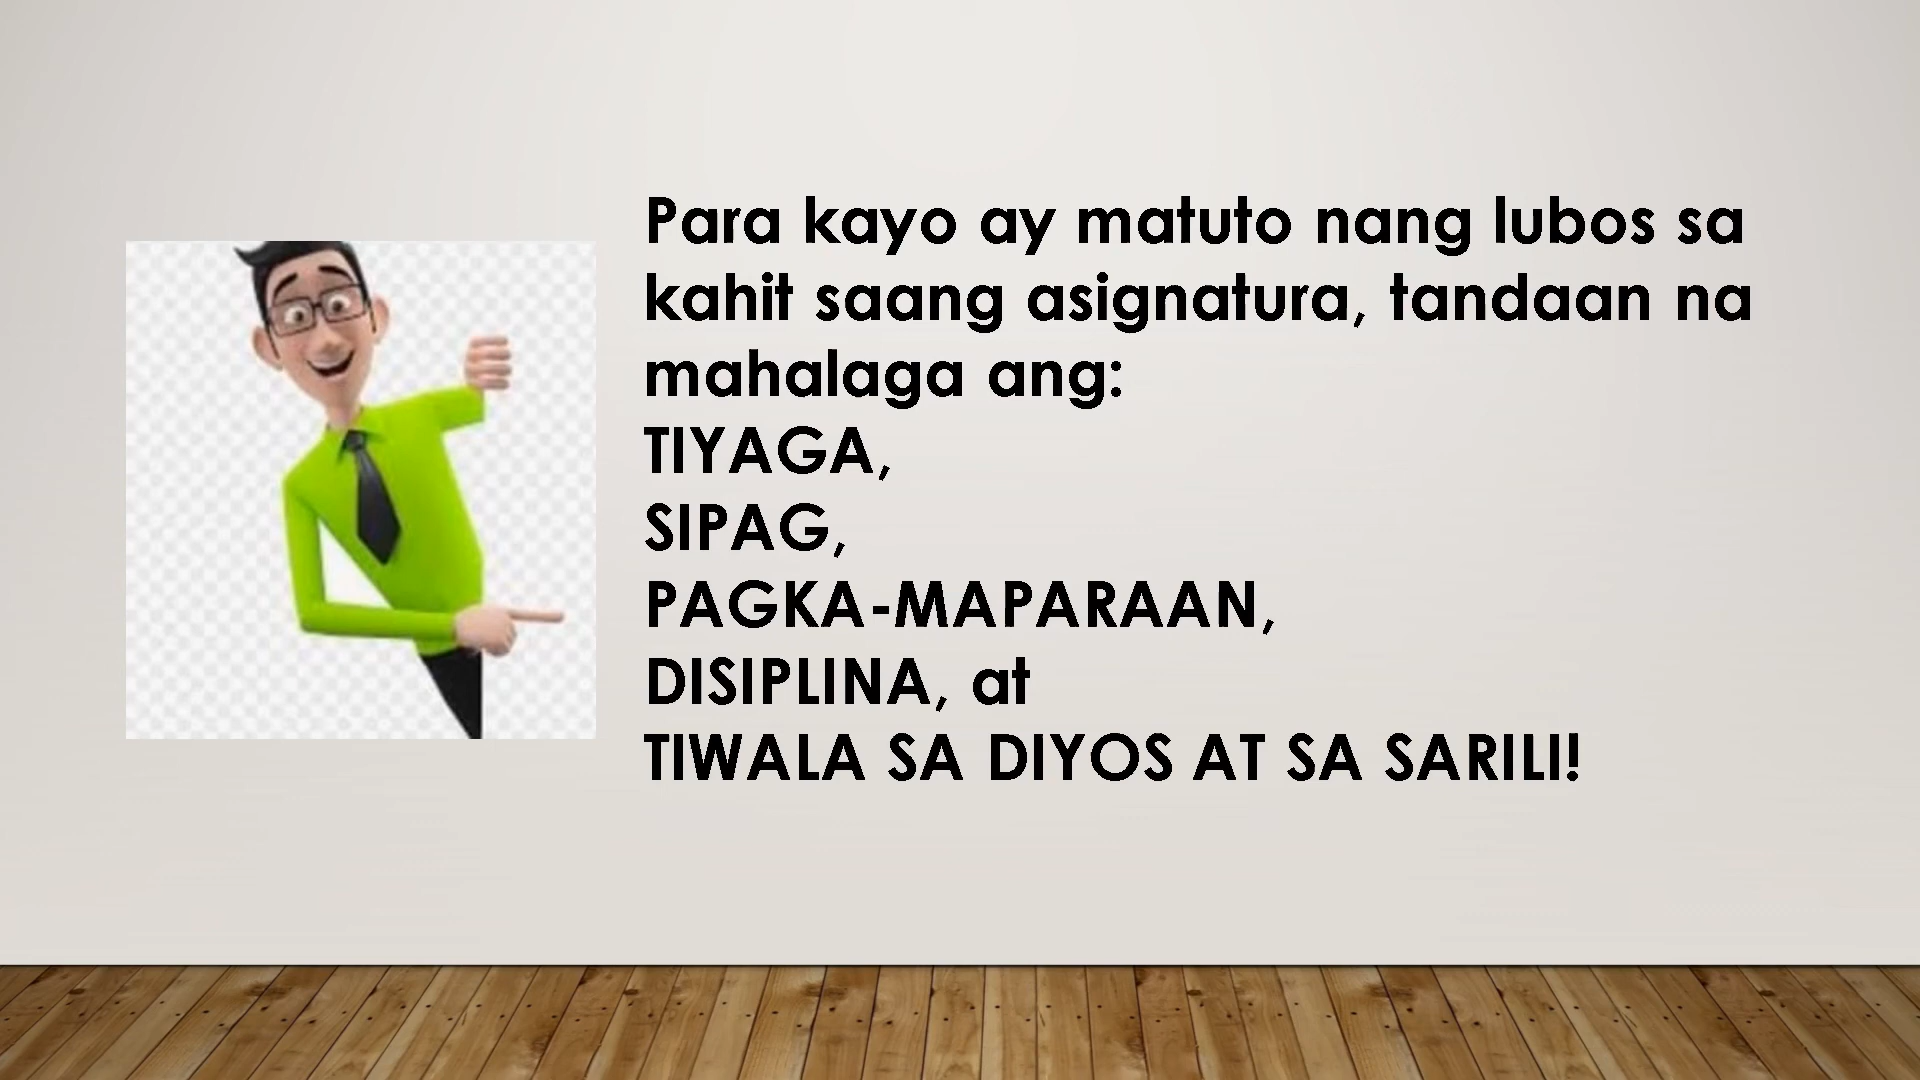 Para kayo ay matuto nang lubos sa
kahit saang asignatura, tandaan na
mahalaga ang:
TIYAGA,
SIPAG,
PAGKA-MAPARAAN,
DISIPLINA, at
TIWALA SA DIYOS AT SA SARILI!